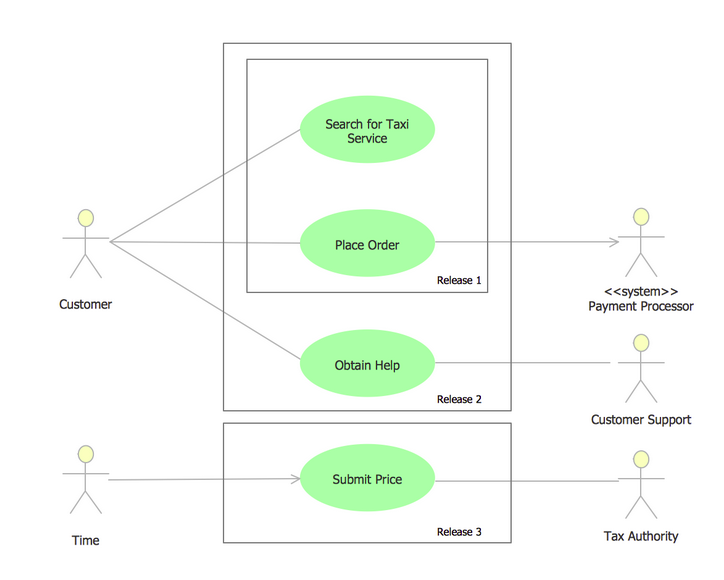 Search for Taxi
Service
Place Order
Release 1
Customer
<<system>>
Payment Processor
Obtain Help
Release 2
Customer Support
Submit Price
Release 3
Time
Tax Authority